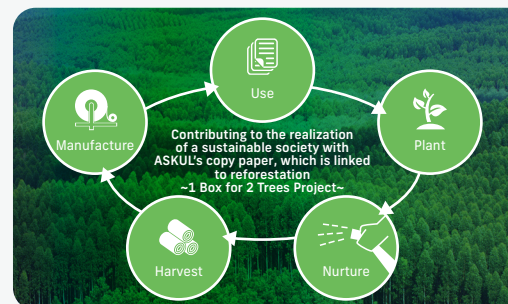 Use
Manufacture
Plant
Contributing to the realization
of a sustainable society with
ASKUL's copy paper, which is linked
to reforestation
~1 Box for 2 Trees Project~
Harvest
Nurture